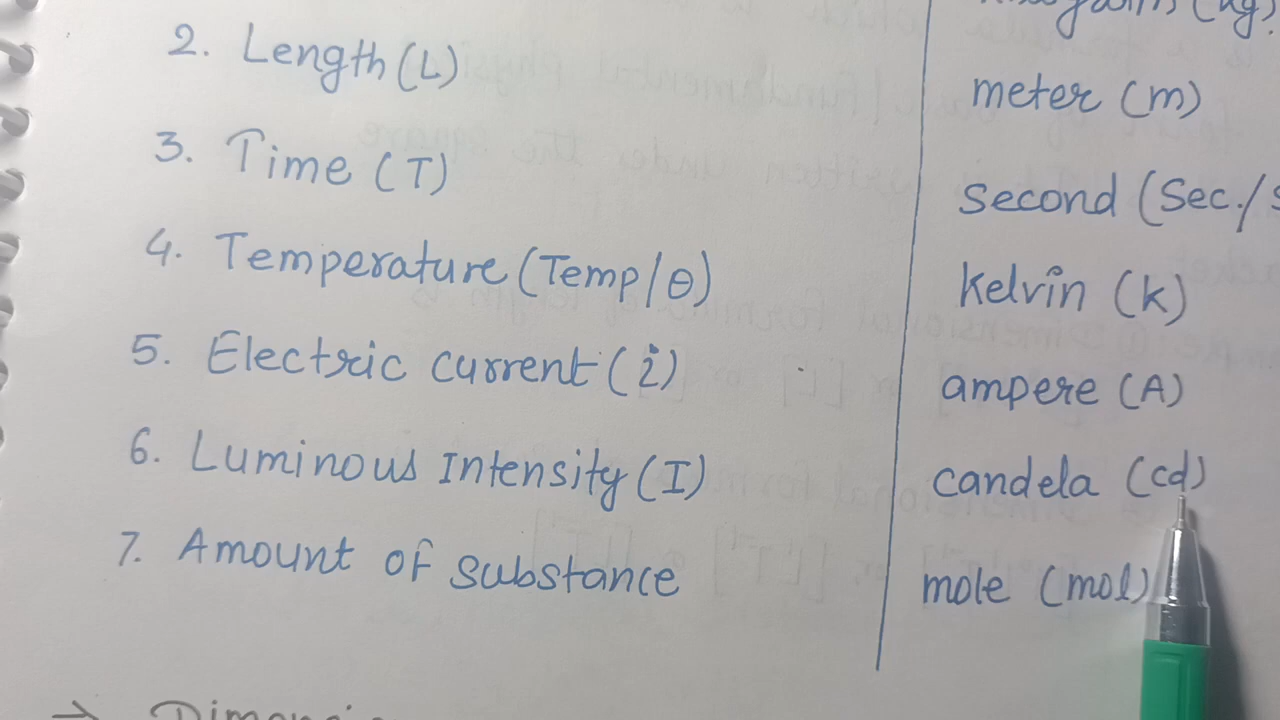 (kg).
2. Length (L) meter (m)
3. Time (T) second (Sec./s
4. Temperature (Temp/θ) kelvin (k)
5. Electric current (i) ampere (A)
6. Luminous Intensity (I) candela (cd)
7. Amount of substance mole (mol)
→